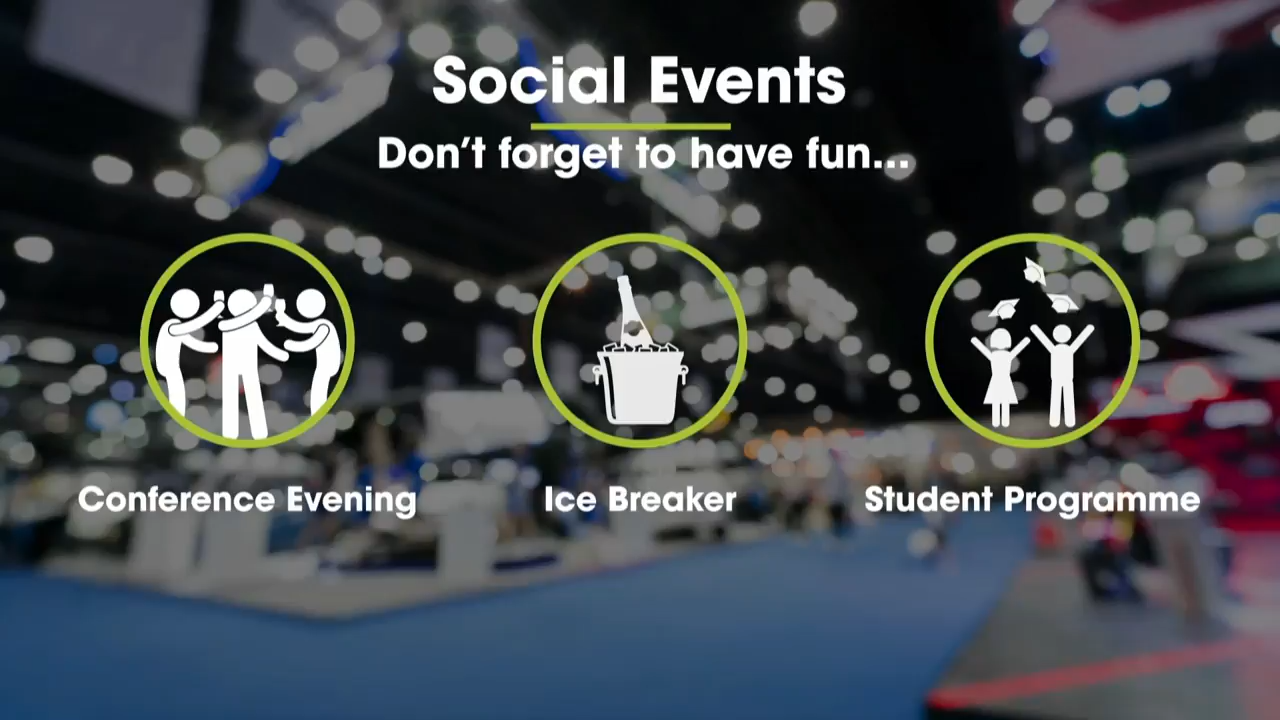 Social Events
Don't forget to have fun...
Conference Evening
Ice Breaker
Student Programme